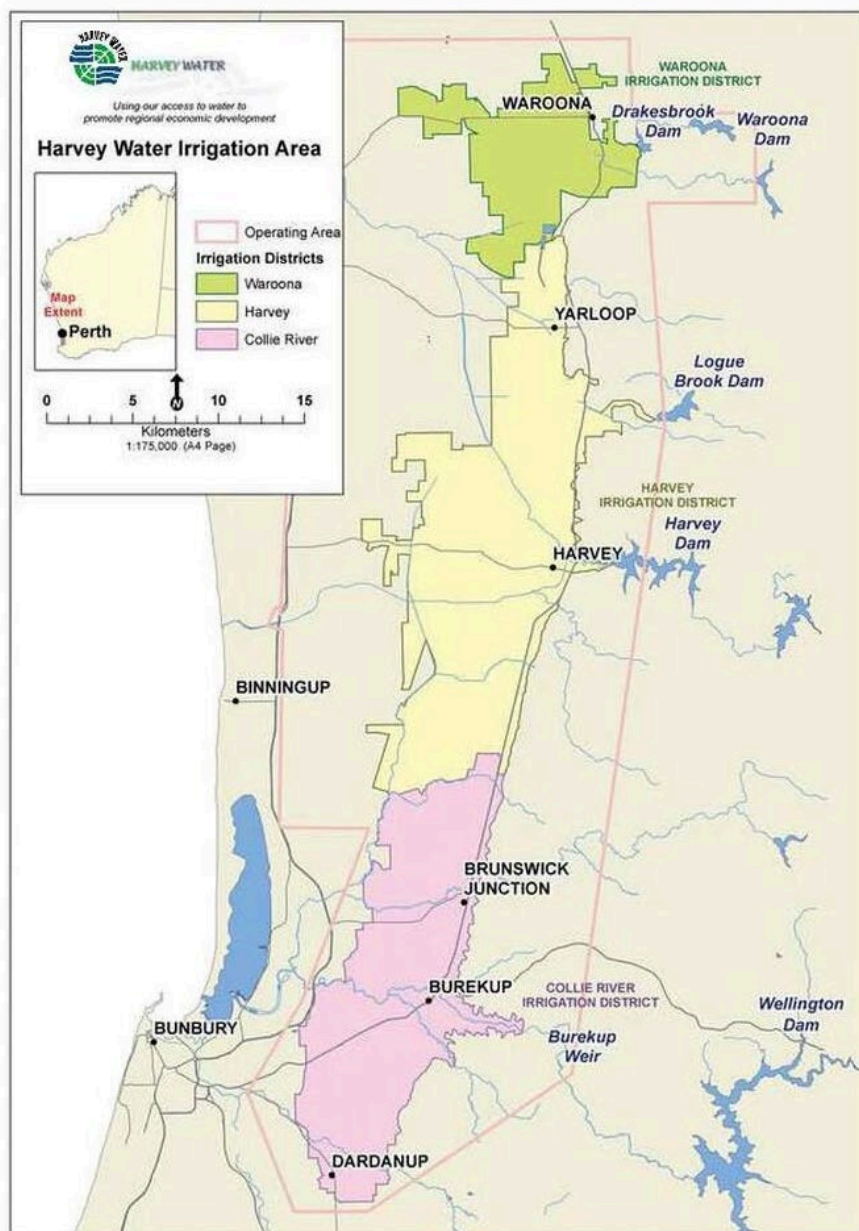 HARVEY WATER
HARVEY WATER
Using our access to water to
promote regional economic development
Harvey Water Irrigation Area
Operating Area
Irrigation Districts
Waroona
Harvey
Collie River
Map
Extent
Perth
N
0 5 10 15
Kilometers
1:175,000 (A4 Page)
WAROONA
IRRIGATION DISTRICT
WAROONA
Drakesbrook
Dam
Waroona
Dam
YARLOOP
Logue
Brook Dam
HARVEY
IRRIGATION DISTRICT
Harvey
Dam
HARVEY
BINNINGUP
BRUNSWICK
JUNCTION
BUREKUP
COLLIE RIVER
IRRIGATION DISTRICT
Wellington
Dam
Burekup
Weir
BUNBURY
DARDANUP